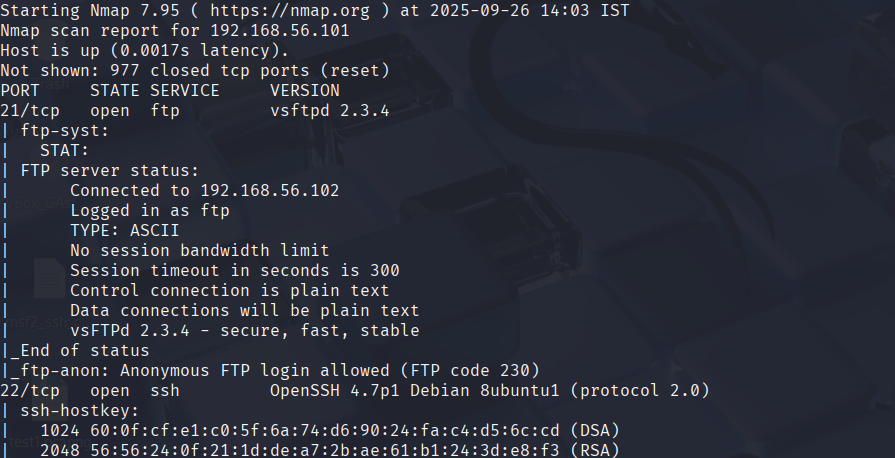 Starting Nmap 7.95 ( https://nmap.org ) at 2025-09-26 14:03 IST
Nmap scan report for 192.168.56.101
Host is up (0.0017s latency).
Not shown: 977 closed tcp ports (reset)
PORT     STATE SERVICE     VERSION
21/tcp   open  ftp         vsftpd 2.3.4
| ftp-syst:
|   STAT:
| FTP server status:
|      Connected to 192.168.56.102
|      Logged in as ftp
|      TYPE: ASCII
|      No session bandwidth limit
|      Session timeout in seconds is 300
|      Control connection is plain text
|      Data connections will be plain text
|      vsFTPd 2.3.4 - secure, fast, stable
|_End of status
|_ftp-anon: Anonymous FTP login allowed (FTP code 230)
22/tcp   open  ssh         OpenSSH 4.7p1 Debian 8ubuntu1 (protocol 2.0)
| ssh-hostkey:
|   1024 60:0f:cf:e1:c0:5f:6a:74:d6:90:24:fa:c4:d5:6c:cd (DSA)
|   2048 56:56:24:0f:21:1d:de:a7:2b:ae:61:b1:24:3d:e8:f3 (RSA)